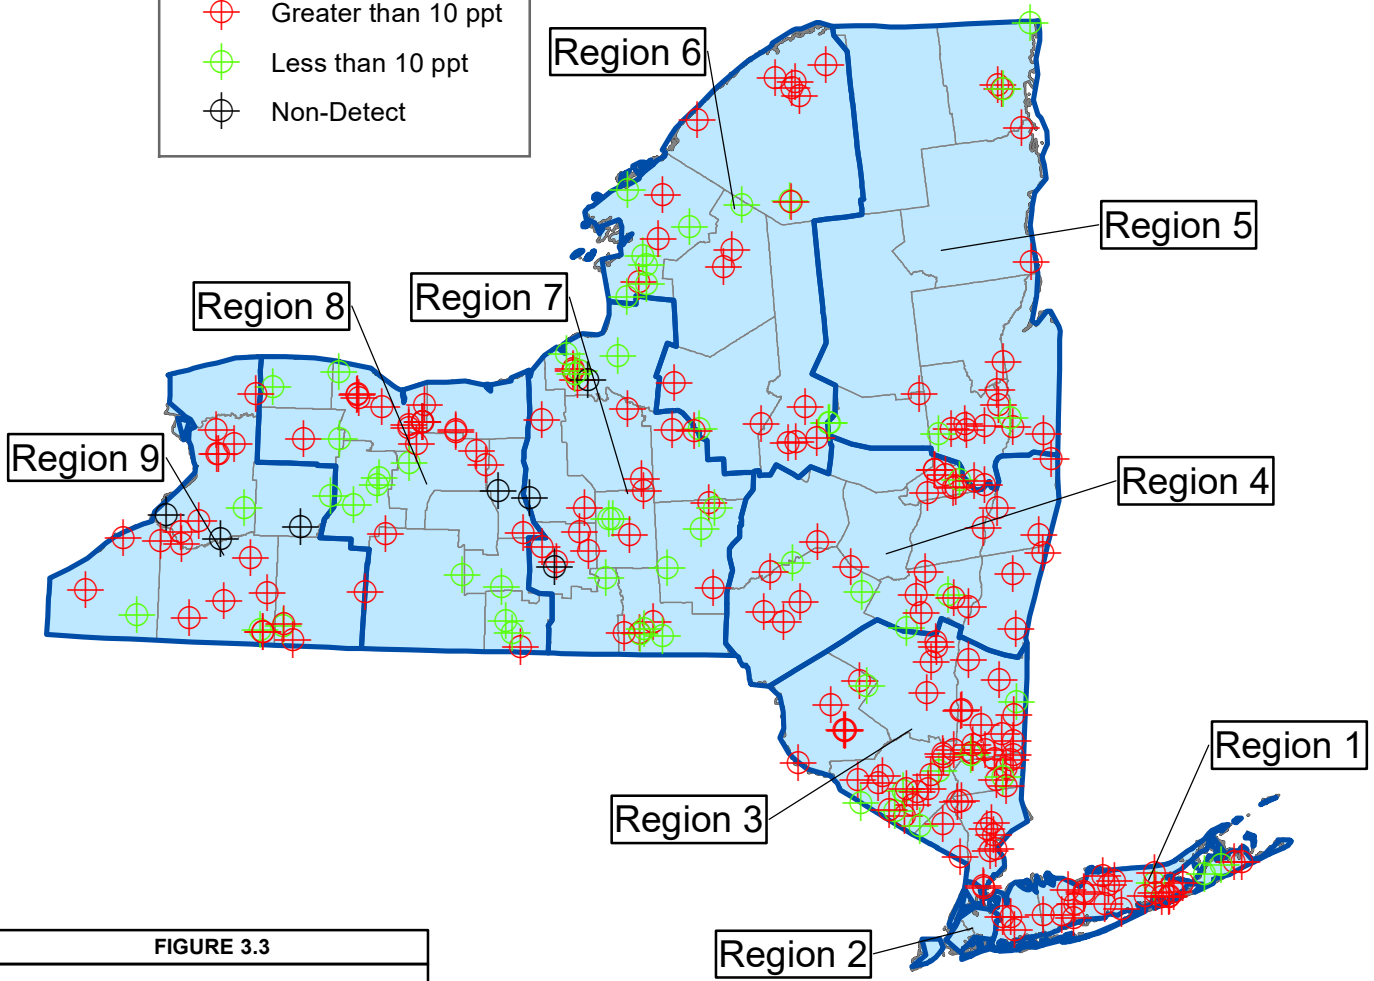 Greater than 10 ppt
Less than 10 ppt
Non-Detect
Region 6
Region 5
Region 8
Region 7
Region 9
Region 4
Region 1
Region 3
Region 2
FIGURE 3.3